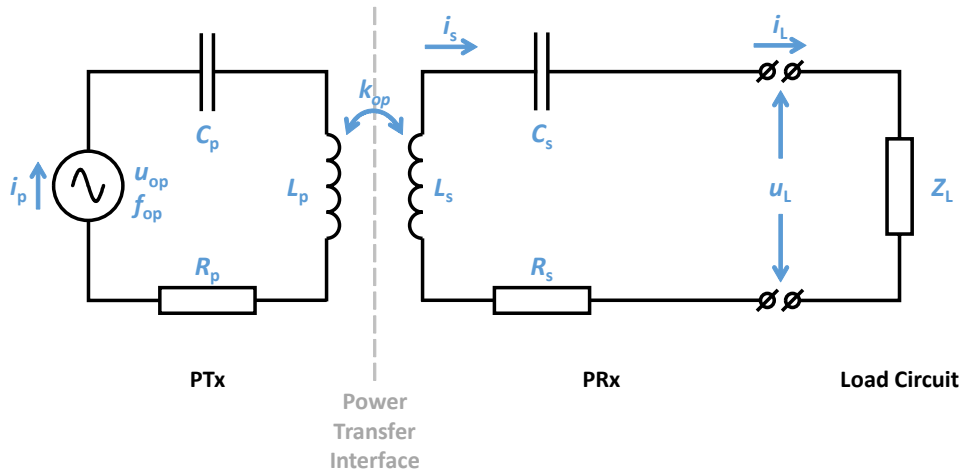 i_s
i_L
k_op
C_p
C_s
i_p
u_op
f_op
L_p
L_s
u_L
Z_L
R_p
R_s
PTx
PRx
Load Circuit
Power
Transfer
Interface